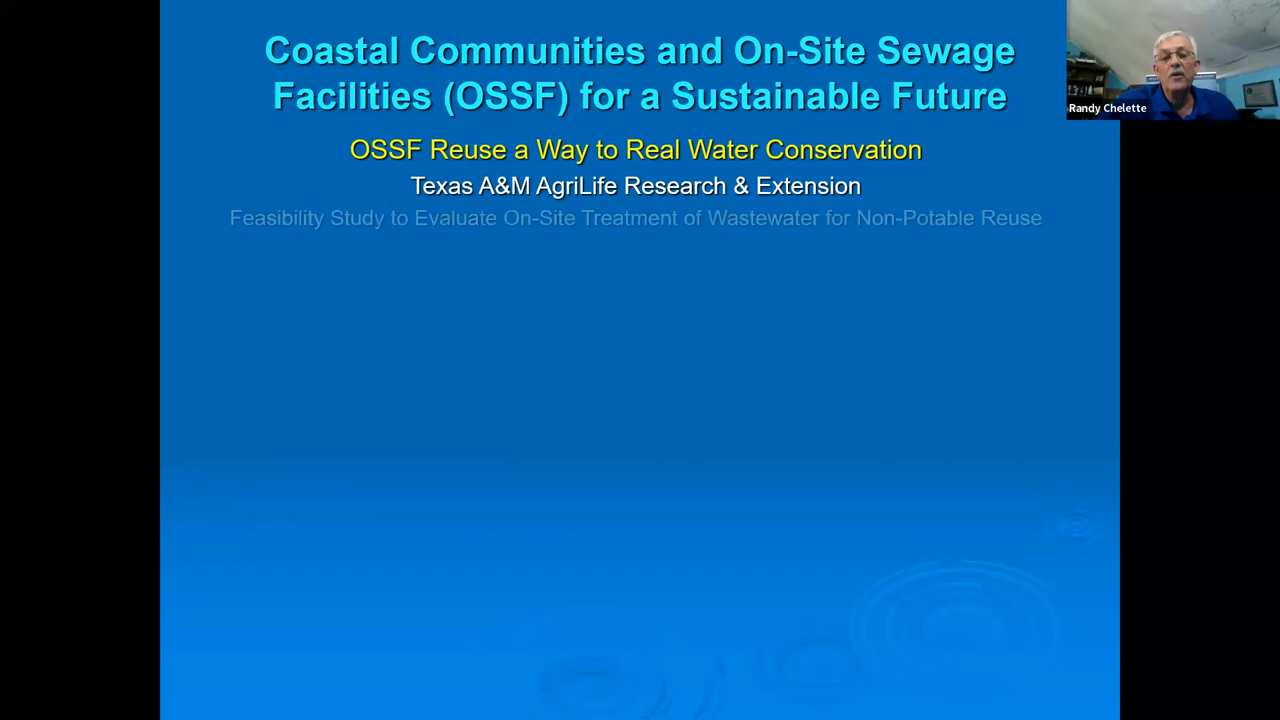 Coastal Communities and On-Site Sewage
Facilities (OSSF) for a Sustainable Future
OSSF Reuse a Way to Real Water Conservation
Texas A&M AgriLife Research & Extension
Feasibility Study to Evaluate On-Site Treatment of Wastewater for Non-Potable Reuse
Randy Chelette